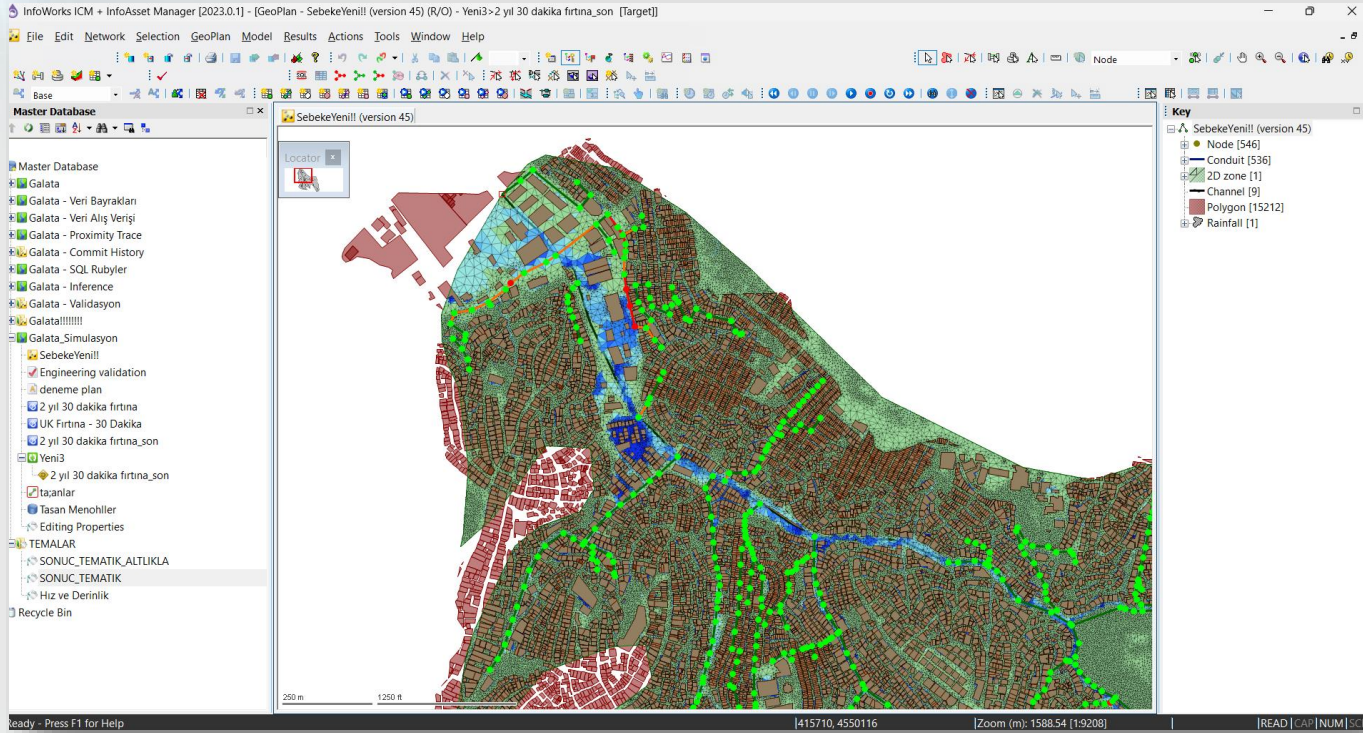 InfoWorks ICM + InfoAsset Manager [2023.0.1] - [GeoPlan - SebekeYeni!! (version 45) (R/O) - Yeni3>2 yıl 30 dakika fırtına_son [Target]]
File Edit Network Selection GeoPlan Model Results Actions Tools Window Help
Node
Base
Master Database
SebekeYeni!! (version 45)
Key
Locator
Master Database
Galata
Galata - Veri Bayrakları
Galata - Veri Alış Verişi
Galata - Proximity Trace
Galata - Commit History
Galata - SQL Rubyler
Galata - Inference
Galata - Validasyon
Galata!!!!!!!!
Galata_Simulasyon
SebekeYeni!!
Engineering validation
deneme plan
2 yıl 30 dakika fırtına
UK Fırtına - 30 Dakika
2 yıl 30 dakika fırtına_son
Yeni3
2 yıl 30 dakika fırtına_son
ta;anlar
Tasan Menohller
Editing Properties
TEMALAR
SONUC_TEMATIK_ALTLIKLA
SONUC_TEMATIK
Hız ve Derinlik
Recycle Bin
SebekeYeni!! (version 45)
Node [546]
Conduit [536]
2D zone [1]
Channel [9]
Polygon [15212]
Rainfall [1]
250 m 1250 ft
Ready - Press F1 for Help 415710, 4550116 Zoom (m): 1588.54 [1:9208] READ CAP NUM SC